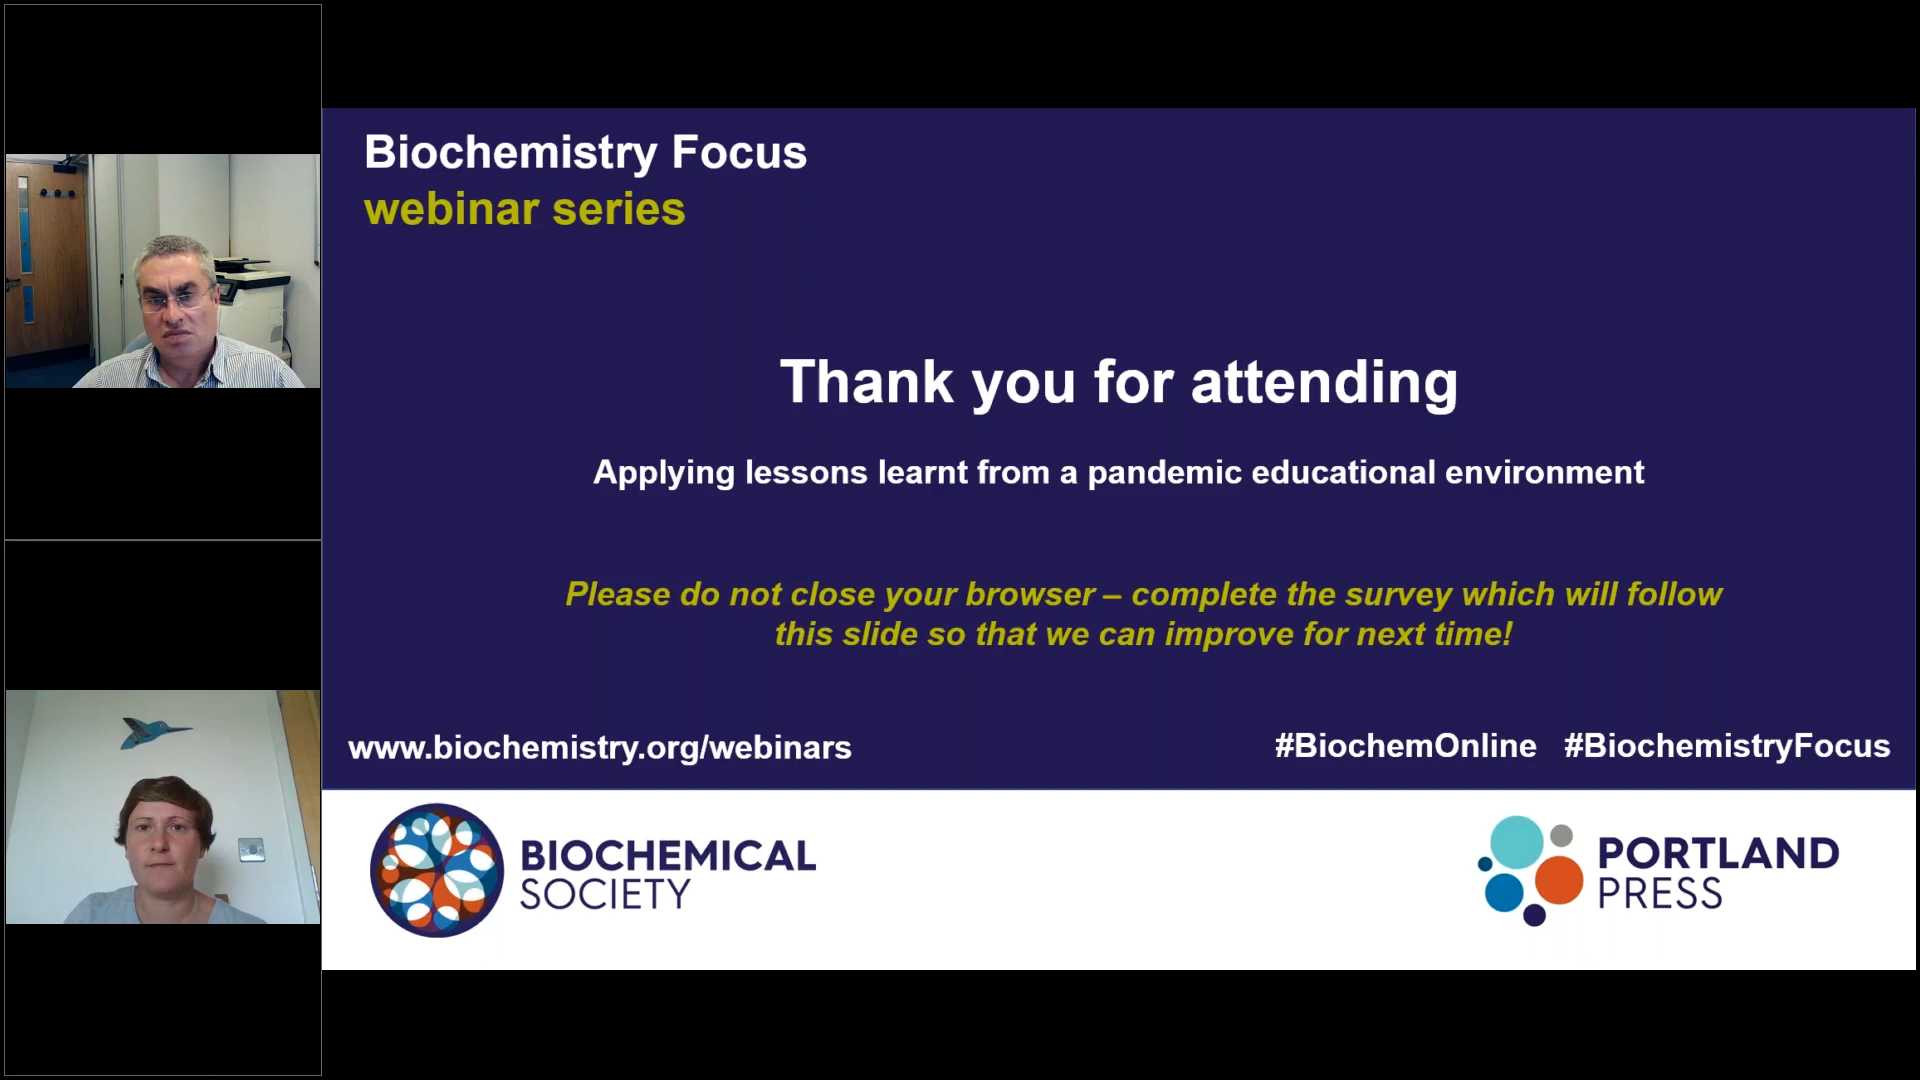 Biochemistry Focus
webinar series
Thank you for attending
Applying lessons learnt from a pandemic educational environment
Please do not close your browser – complete the survey which will follow
this slide so that we can improve for next time!
www.biochemistry.org/webinars
#BiochemOnline #BiochemistryFocus
BIOCHEMICAL
SOCIETY
PORTLAND
PRESS